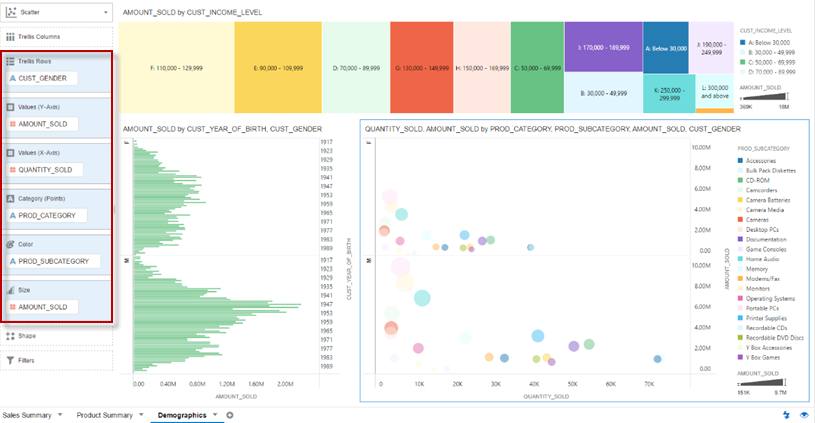 Scatter
Trellis Columns
Trellis Rows
A CUST_GENDER
Values (Y-Axis)
# AMOUNT_SOLD
Values (X-Axis)
# QUANTITY_SOLD
Category (Points)
A PROD_CATEGORY
Color
A PROD_SUBCATEGORY
Size
# AMOUNT_SOLD
Shape
Filters
AMOUNT_SOLD by CUST_INCOME_LEVEL
F: 110,000 - 129,999
E: 90,000 - 109,999
D: 70,000 - 89,999
G: 130,000 - 149,999
H: 150,000 - 169,999
C: 50,000 - 69,999
I: 170,000 - 189,999
B: 30,000 - 49,999
A: Below 30,000
K: 250,000 - 299,999
J: 190,000 - 249,999
L: 300,000 and above
CUST_INCOME_LEVEL
A: Below 30,000
B: 30,000 - 49,999
C: 50,000 - 69,999
D: 70,000 - 89,999
AMOUNT_SOLD
369K 18M
AMOUNT_SOLD by CUST_YEAR_OF_BIRTH, CUST_GENDER
F
1917
1923
1929
1935
1941
1947
1953
1959
1965
1971
1977
1983
1989
M
1917
1923
1929
1935
1941
1947
1953
1959
1965
1971
1977
1983
1989
CUST_YEAR_OF_BIRTH
0.00 0.40M 0.80M 1.20M 2.00M
AMOUNT_SOLD
QUANTITY_SOLD, AMOUNT_SOLD by PROD_CATEGORY, PROD_SUBCATEGORY, AMOUNT_SOLD, CUST_GENDER
F
10.00M
8.00M
6.00M
4.00M
2.00M
0.00
M
10.00M
8.00M
6.00M
4.00M
2.00M
0.00
AMOUNT_SOLD
0 10K 20K 30K 40K 50K 60K 70K
QUANTITY_SOLD
PROD_SUBCATEGORY
Accessories
Bulk Pack Diskettes
CD-ROM
Camcorders
Camera Batteries
Camera Media
Cameras
Desktop PCs
Documentation
Game Consoles
Home Audio
Memory
Modems/Fax
Monitors
Operating Systems
Portable PCs
Printer Supplies
Recordable CDs
Recordable DVD Discs
Y Box Accessories
Y Box Games
AMOUNT_SOLD
151K 9.7M
Sales Summary
Product Summary
Demographics